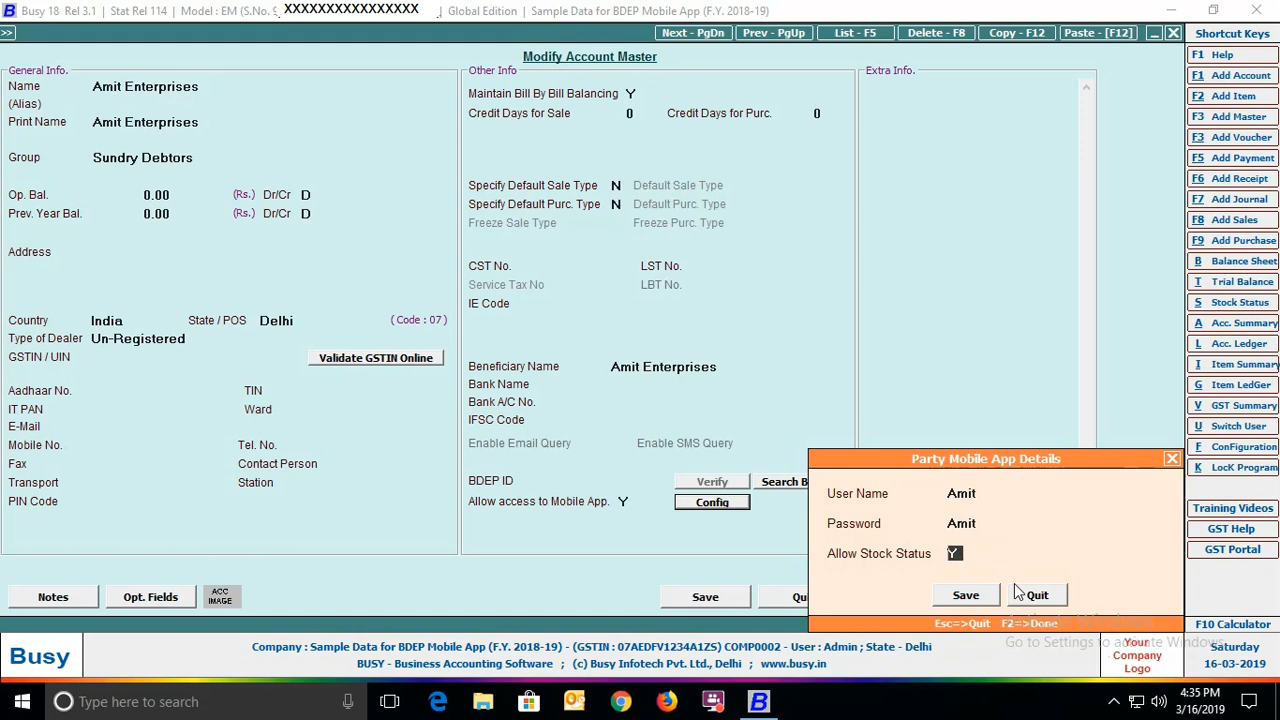 Busy 18 Rel 3.1 | Stat Rel 114 | Model : EM (S.No. S XXXXXXXXXXXXXXXX | Global Edition | Sample Data for BDEP Mobile App (F.Y. 2018-19)
>> Next - PgDn Prev - PgUp List - F5 Delete - F8 Copy - F12 Paste - [F12]
Modify Account Master
General Info.
Name Amit Enterprises
(Alias)
Print Name Amit Enterprises
Group Sundry Debtors
Op. Bal. 0.00 (Rs.) Dr/Cr D
Prev. Year Bal. 0.00 (Rs.) Dr/Cr D
Address
Country India State / POS Delhi ( Code : 07 )
Type of Dealer Un-Registered
GSTIN / UIN Validate GSTIN Online
Aadhaar No. TIN
IT PAN Ward
E-Mail
Mobile No. Tel. No.
Fax Contact Person
Transport Station
PIN Code
Notes Opt. Fields ACC IMAGE
Other Info
Maintain Bill By Bill Balancing Y
Credit Days for Sale 0 Credit Days for Purc. 0
Specify Default Sale Type N Default Sale Type
Specify Default Purc. Type N Default Purc. Type
Freeze Sale Type Freeze Purc. Type
CST No. LST No.
Service Tax No LBT No.
IE Code
Beneficiary Name Amit Enterprises
Bank Name
Bank A/C No.
IFSC Code
Enable Email Query Enable SMS Query
BDEP ID Verify Search B
Allow access to Mobile App. Y Config
Save Qu
Extra Info.
Party Mobile App Details
User Name Amit
Password Amit
Allow Stock Status Y
Save Quit
Esc=>Quit F2=>Done
Go to Settings to activate Windows.
Shortcut Keys
F1 Help
F1 Add Account
F2 Add Item
F3 Add Master
F3 Add Voucher
F5 Add Payment
F6 Add Receipt
F7 Add Journal
F8 Add Sales
F9 Add Purchase
B Balance Sheet
T Trial Balance
S Stock Status
A Acc. Summary
L Acc. Ledger
I Item Summary
G Item LedGer
V GST Summary
U Switch User
F ConFiguration
K LocK Program
Training Videos
GST Help
GST Portal
F10 Calculator
Saturday
16-03-2019
Busy
Company : Sample Data for BDEP Mobile App (F.Y. 2018-19) - (GSTIN : 07AEDFV1234A1ZS) COMP0002 - User : Admin ; State - Delhi
BUSY - Business Accounting Software ; (c) Busy Infotech Pvt. Ltd., Delhi ; www.busy.in
Your
Company
Logo
Type here to search
4:35 PM
3/16/2019